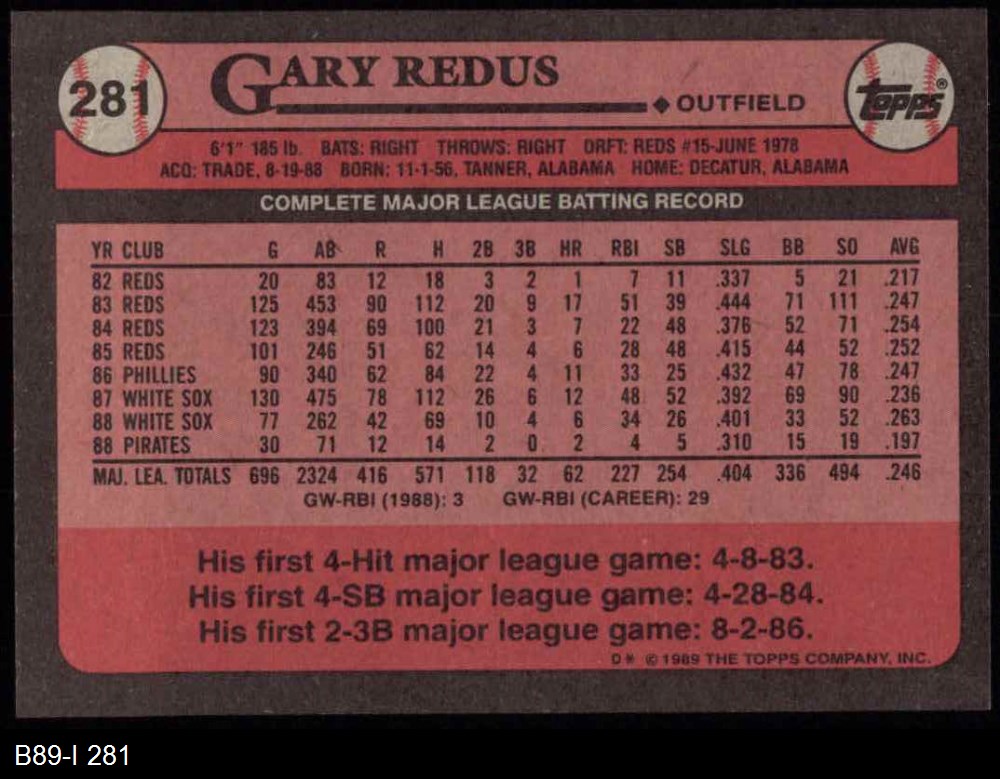 281
GARY REDUS
◆ OUTFIELD
Topps®
6'1" 185 lb. BATS: RIGHT THROWS: RIGHT DRFT: REDS #15-JUNE 1978
ACQ: TRADE, 8-19-88 BORN: 11-1-56, TANNER, ALABAMA HOME: DECATUR, ALABAMA
COMPLETE MAJOR LEAGUE BATTING RECORD
YR CLUB G AB R H 2B 3B HR RBI SB SLG BB SO AVG
82 REDS 20 83 12 18 3 2 1 7 11 .337 5 21 .217
83 REDS 125 453 90 112 20 9 17 51 39 .444 71 111 .247
84 REDS 123 394 69 100 21 3 7 22 48 .376 52 71 .254
85 REDS 101 246 51 62 14 4 6 28 48 .415 44 52 .252
86 PHILLIES 90 340 62 84 22 4 11 33 25 .432 47 78 .247
87 WHITE SOX 130 475 78 112 26 6 12 48 52 .392 69 90 .236
88 WHITE SOX 77 262 42 69 10 4 6 34 26 .401 33 52 .263
88 PIRATES 30 71 12 14 2 0 2 4 5 .310 15 19 .197
MAJ. LEA. TOTALS 696 2324 416 571 118 32 62 227 254 .404 336 494 .246
GW-RBI (1988): 3 GW-RBI (CAREER): 29
His first 4-Hit major league game: 4-8-83.
His first 4-SB major league game: 4-28-84.
His first 2-3B major league game: 8-2-86.
D* © 1989 THE TOPPS COMPANY, INC.
B89-I 281